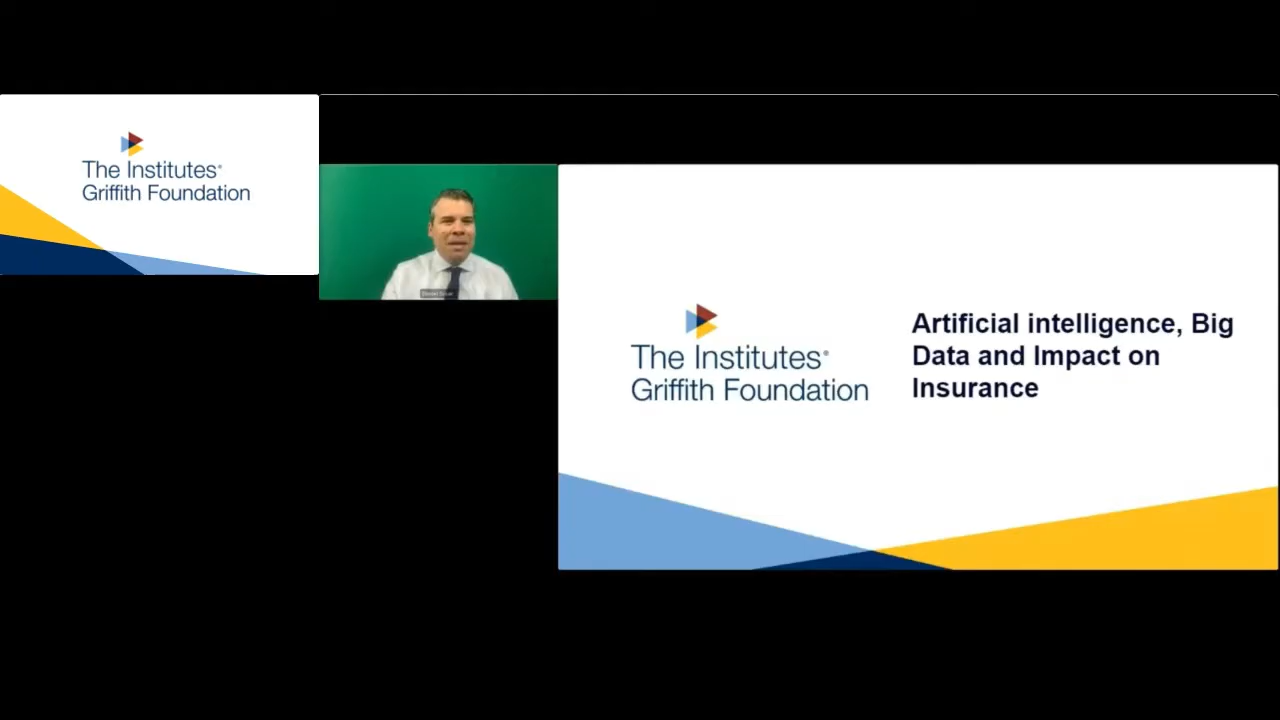 The Institutes®
Griffith Foundation
The Institutes®
Griffith Foundation
Artificial intelligence, Big
Data and Impact on
Insurance